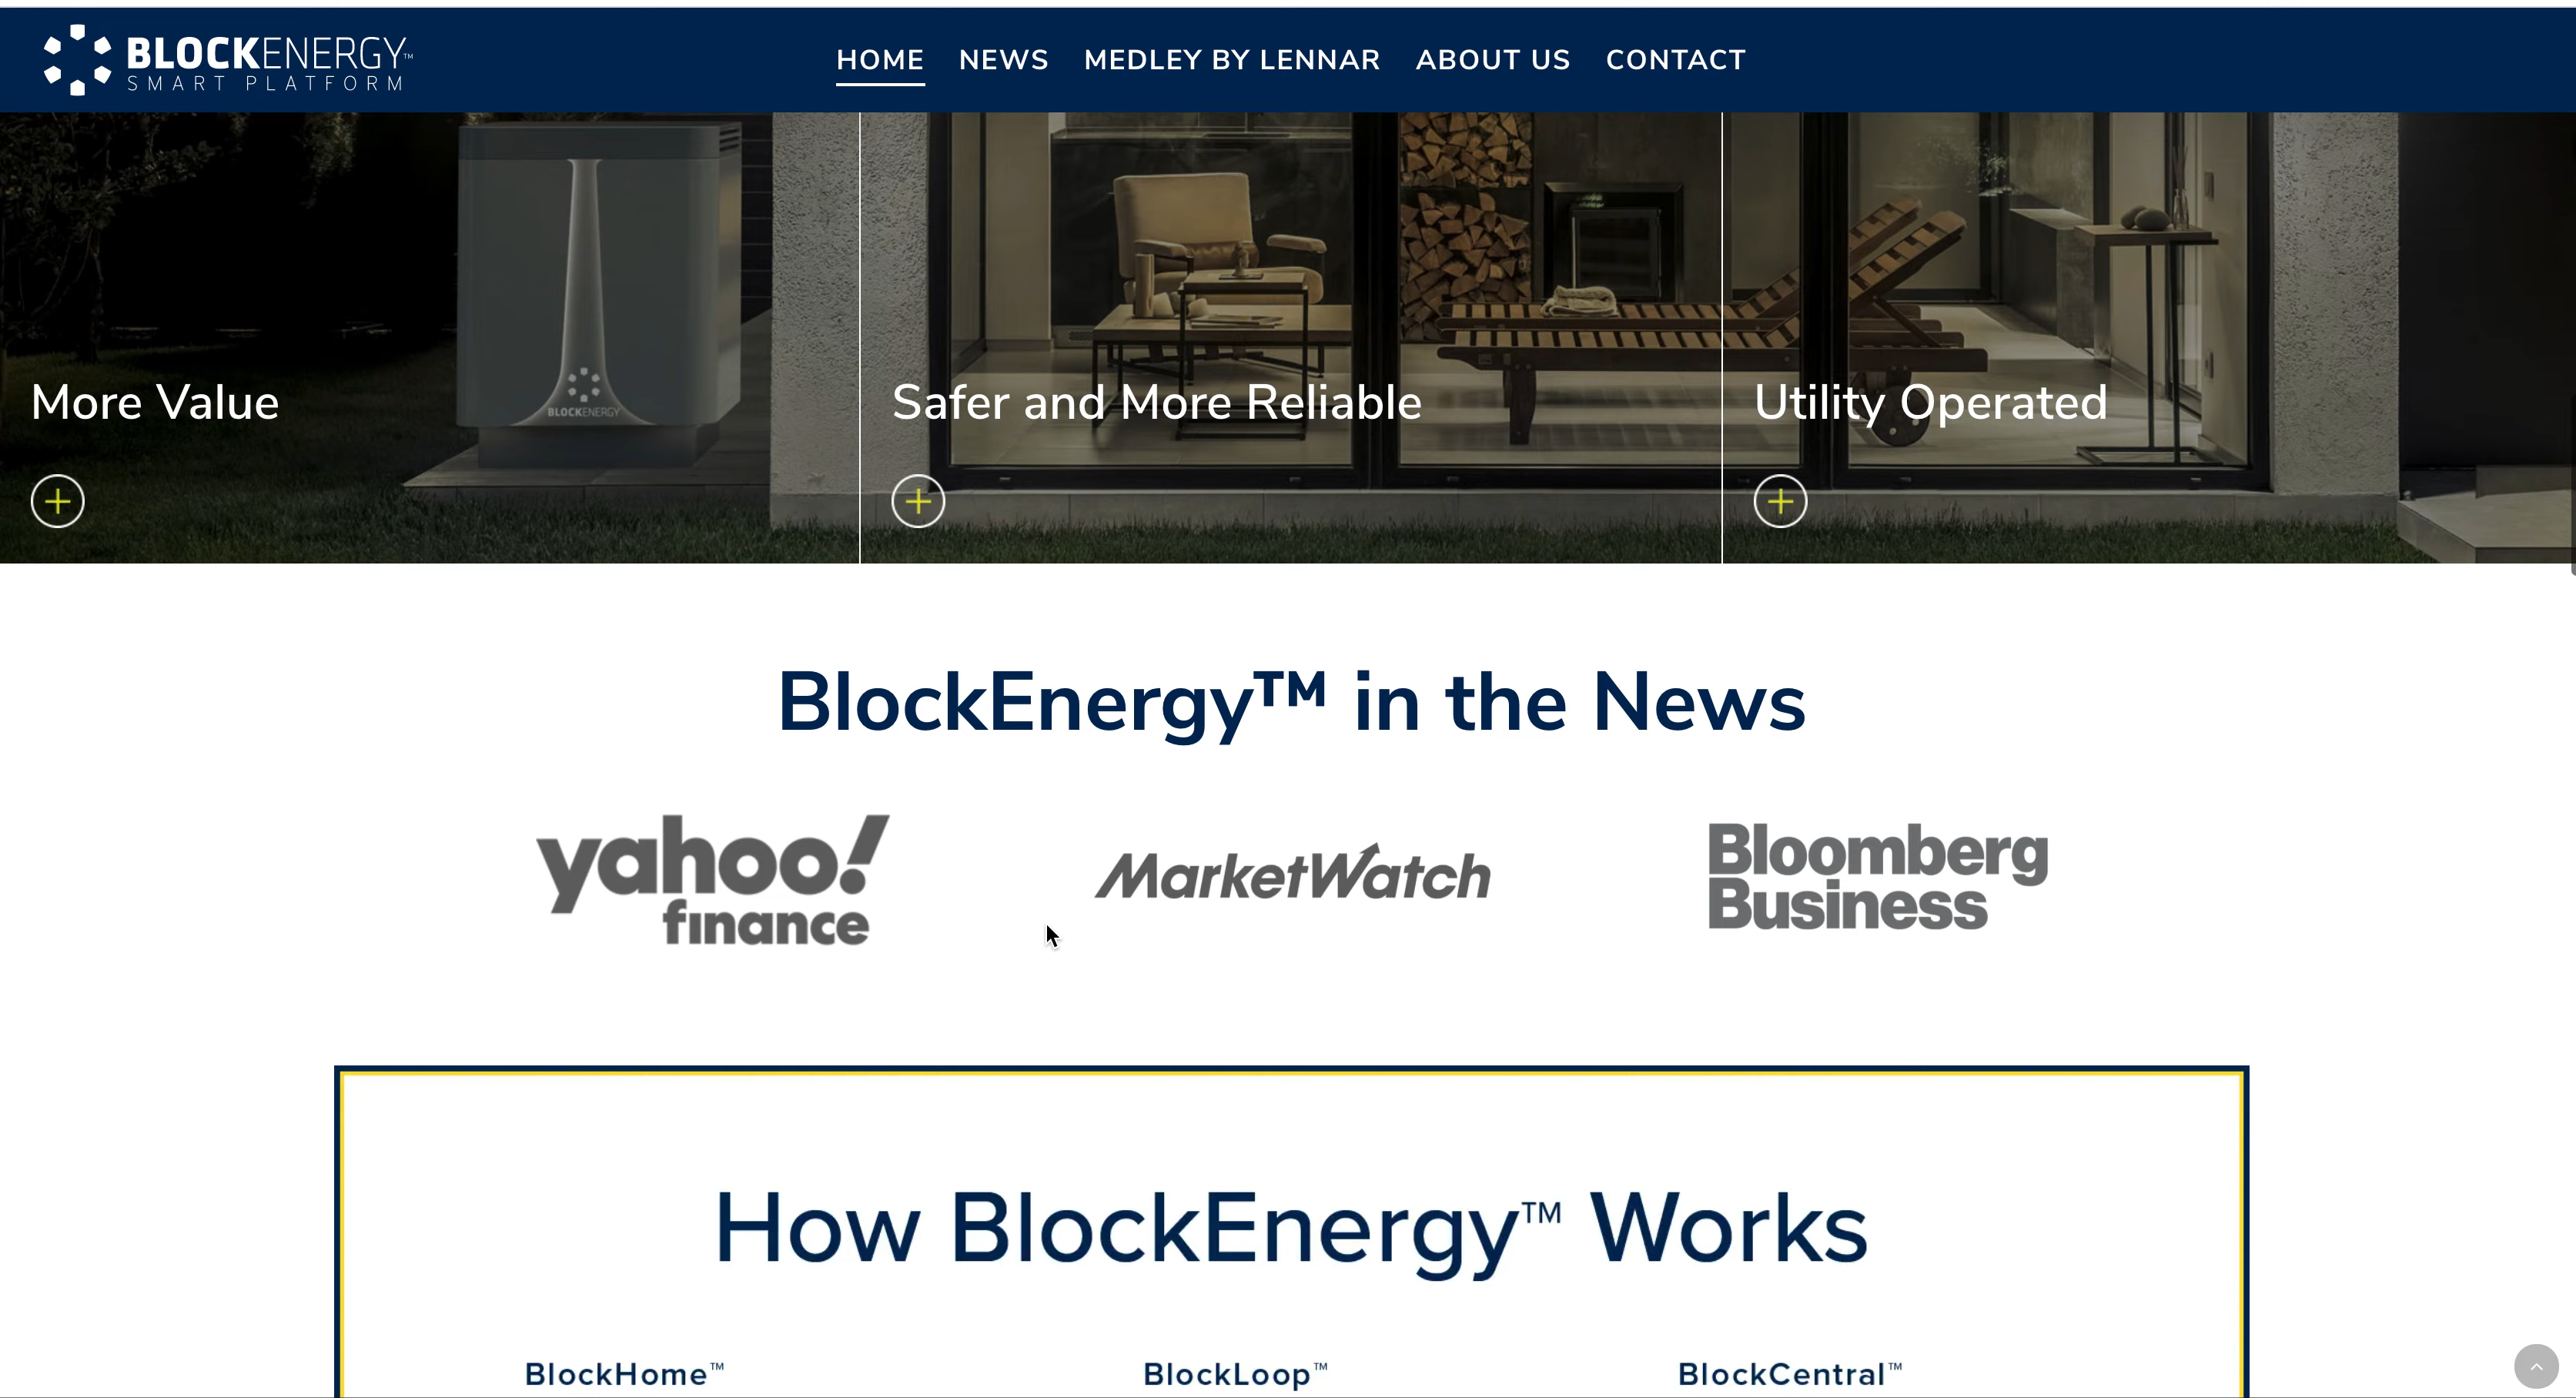 BLOCKENERGY™
SMART PLATFORM
HOME NEWS MEDLEY BY LENNAR ABOUT US CONTACT
BLOCKENERGY
More Value
Safer and More Reliable
Utility Operated
BlockEnergy™ in the News
yahoo!
finance
MarketWatch
Bloomberg
Business
How BlockEnergy™ Works
BlockHome™
BlockLoop™
BlockCentral™